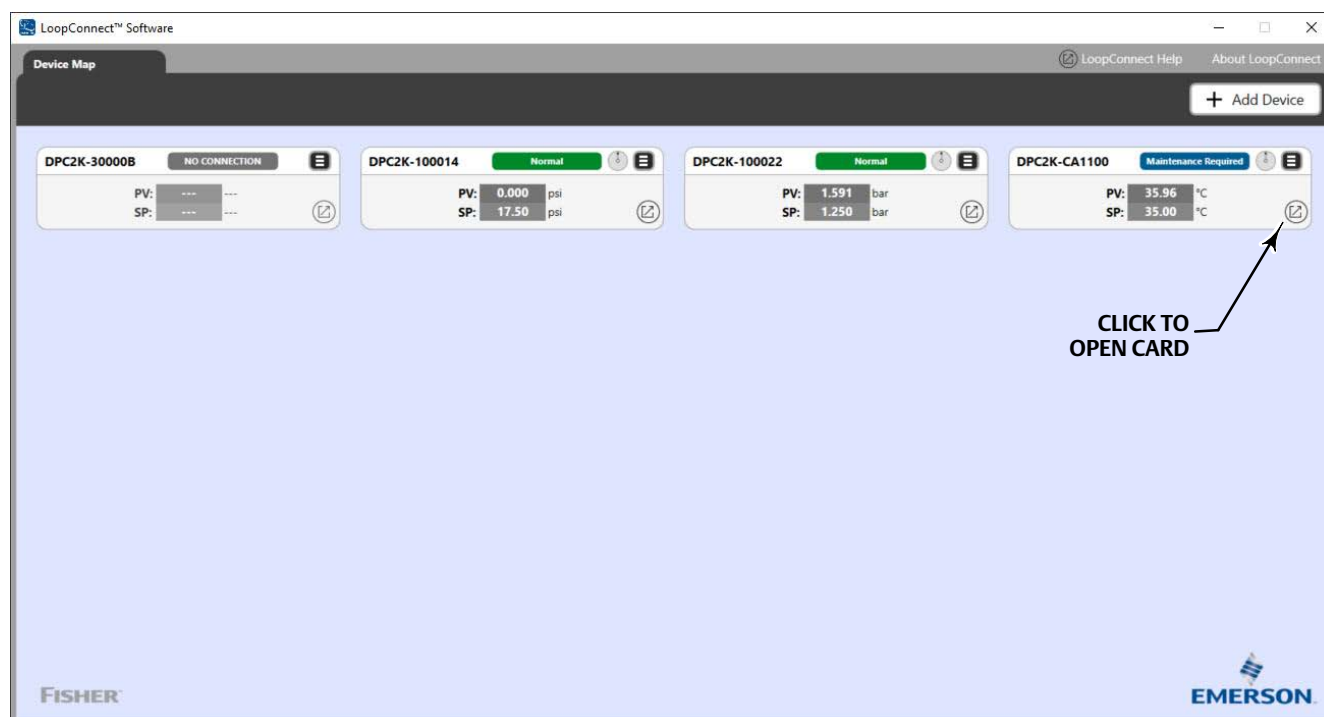 LoopConnect™ Software
Device Map
LoopConnect Help About LoopConnect
+ Add Device
DPC2K-30000B NO CONNECTION
PV: --- ---
SP: --- ---
DPC2K-100014 Normal
PV: 0.000 psi
SP: 17.50 psi
DPC2K-100022 Normal
PV: 1.591 bar
SP: 1.250 bar
DPC2K-CA1100 Maintenance Required
PV: 35.96 °C
SP: 35.00 °C
CLICK TO
OPEN CARD
FISHER
EMERSON